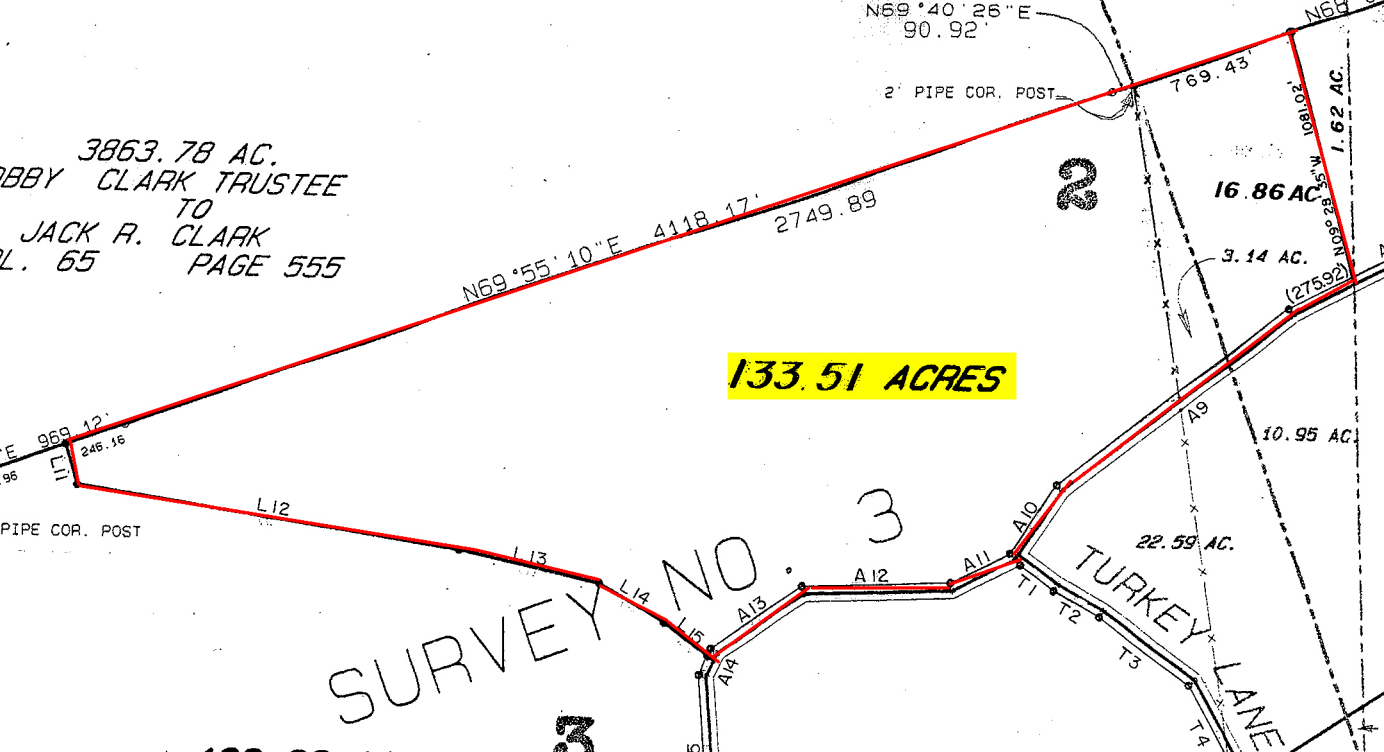 N69°40'26"E
90.92'
N68
769.43'
2' PIPE COR. POST
1081.02'
N09° 28' 35"W
1.62 AC.
3863.78 AC.
OBBY CLARK TRUSTEE
TO
JACK R. CLARK
L. 65 PAGE 555
2
16.86 AC.
N69°55'10"E 4118.17'
2749.89
3.14 AC.
(275.92)
133.51 ACRES
E 969.12'
246.16
96
L11
A9
10.95 AC.
L12
PIPE COR. POST
L13
SURVEY NO. 3
A10
22.59 AC.
L14
A11
A12
A13
L15
A14
T1
T2
T3
T4
TURKEY LANE
3